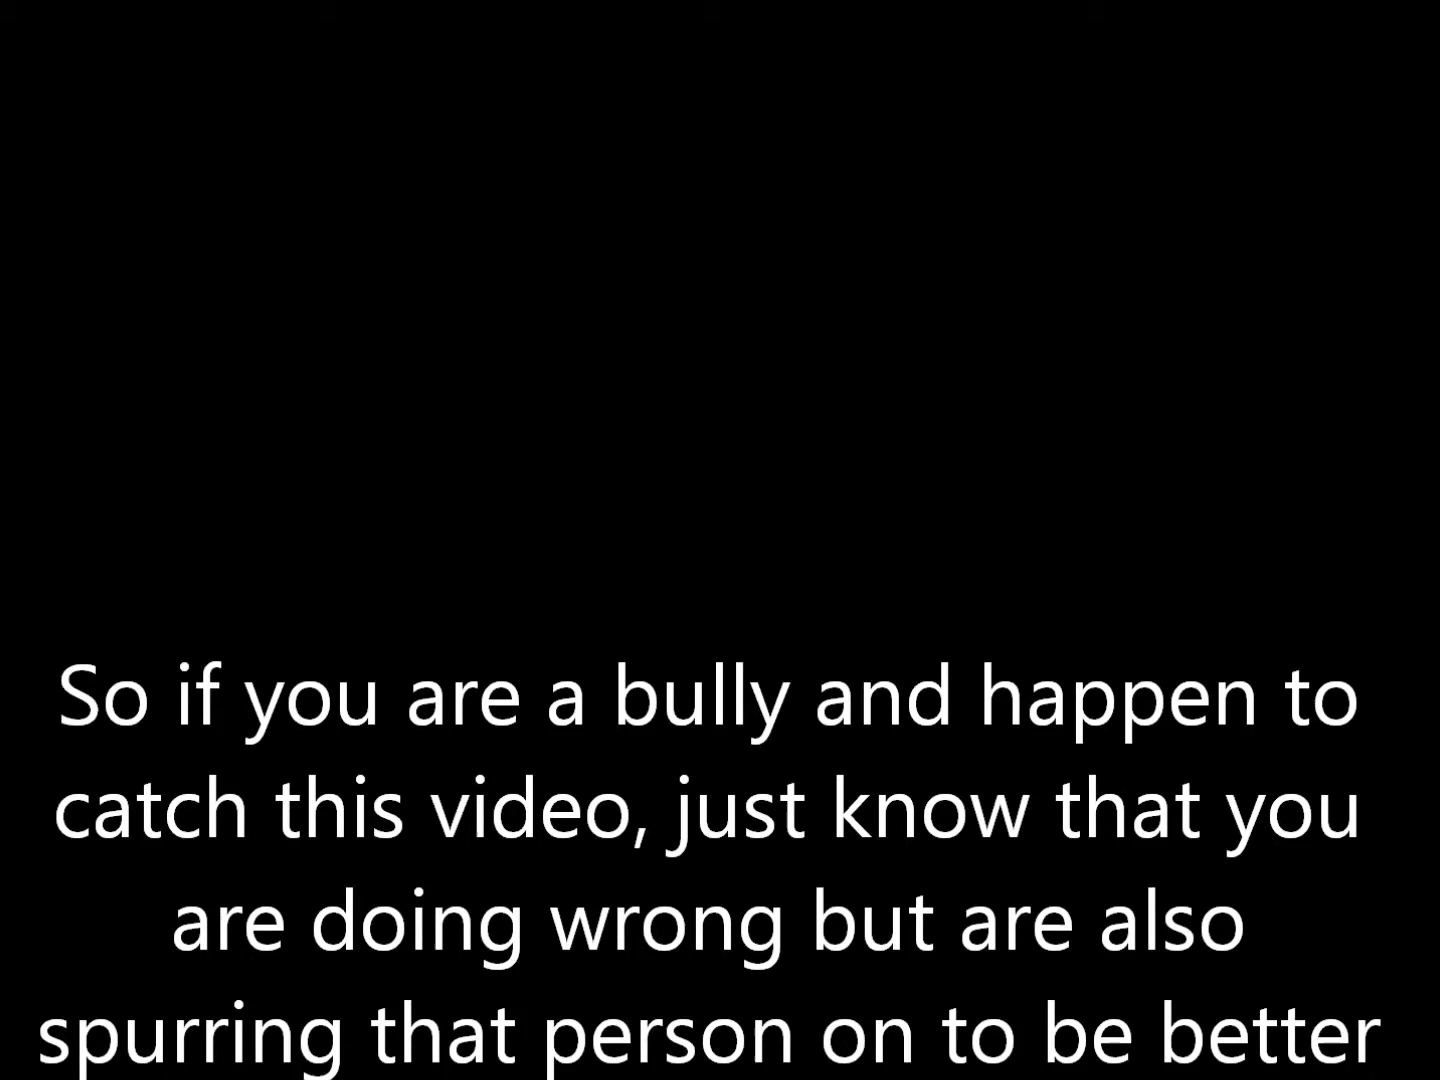 So if you are a bully and happen to
catch this video, just know that you
are doing wrong but are also
spurring that person on to be better